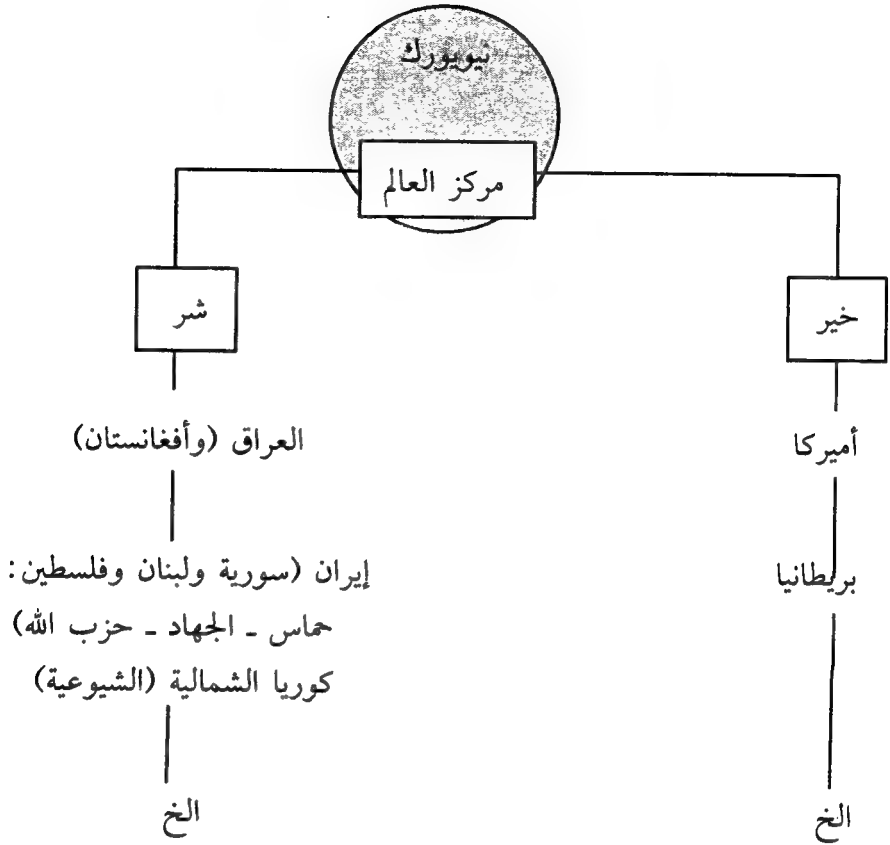 نيويورك
مركز العالم
خير
شر
أميركا
العراق (وأفغانستان)
بريطانيا
إيران (سورية ولبنان وفلسطين:
حماس ـ الجهاد ـ حزب الله)
كوريا الشمالية (الشيوعية)
الخ
الخ